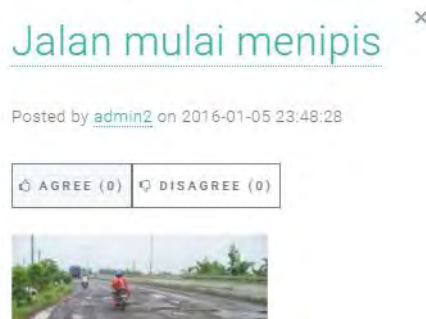 Jalan mulai menipis
Posted by admin2 on 2016-01-05 23:48:28
AGREE (0) DISAGREE (0)